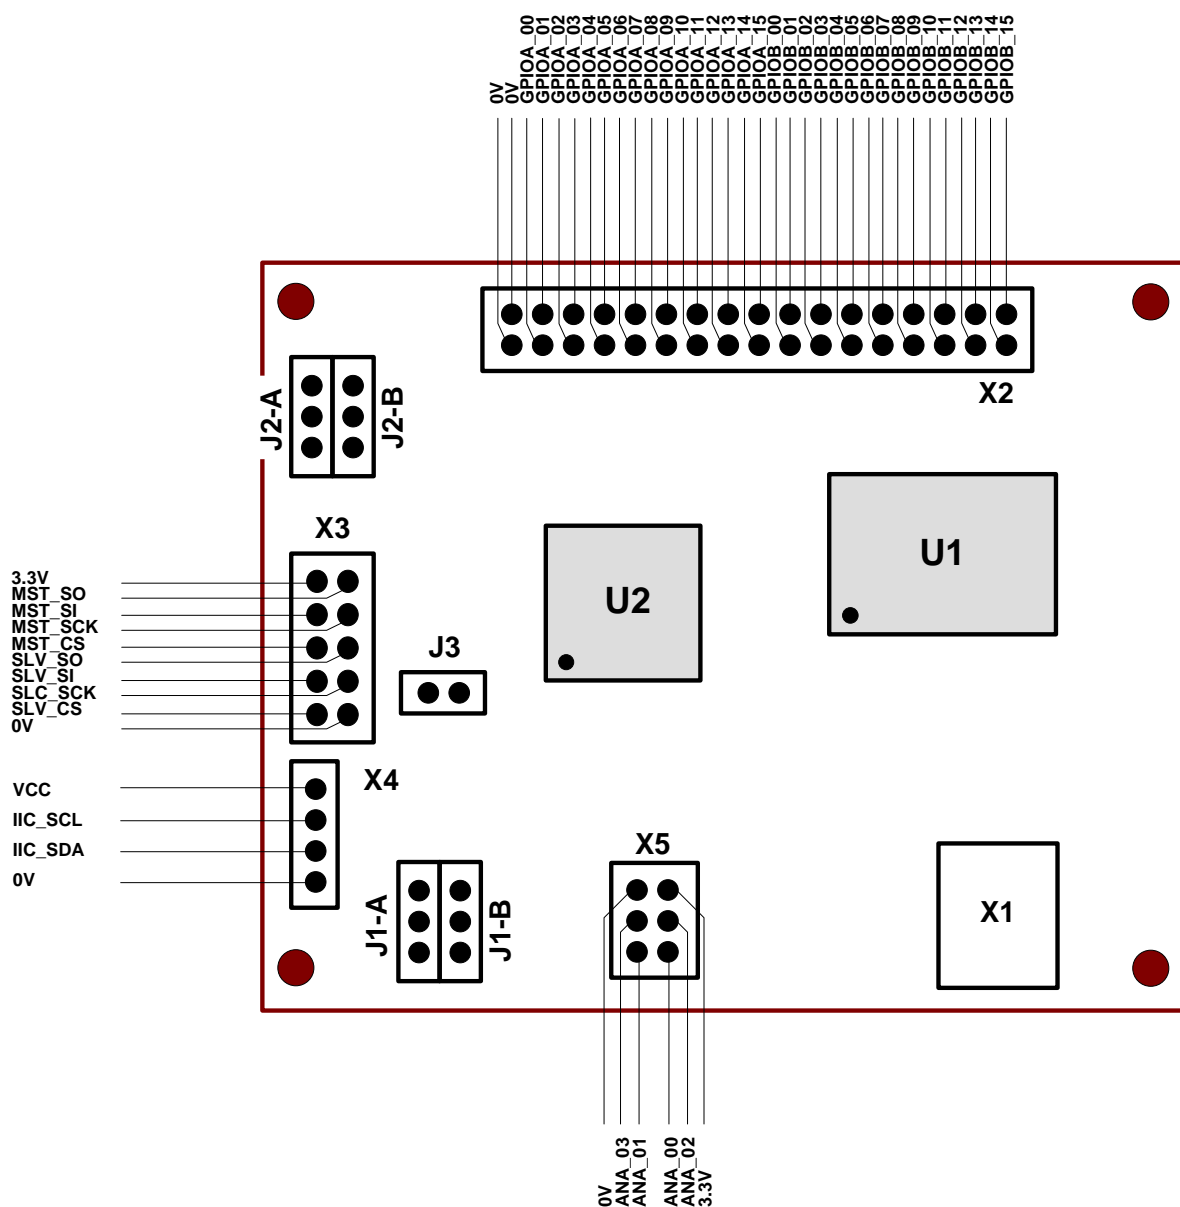 0V
0V
GPIOA_00
GPIOA_01
GPIOA_02
GPIOA_03
GPIOA_04
GPIOA_05
GPIOA_06
GPIOA_07
GPIOA_08
GPIOA_09
GPIOA_10
GPIOA_11
GPIOA_12
GPIOA_13
GPIOA_14
GPIOA_15
GPIOB_00
GPIOB_01
GPIOB_02
GPIOB_03
GPIOB_04
GPIOB_05
GPIOB_06
GPIOB_07
GPIOB_08
GPIOB_09
GPIOB_10
GPIOB_11
GPIOB_12
GPIOB_13
GPIOB_14
GPIOB_15
X2
J2-A
J2-B
X3
U1
U2
3.3V
MST_SO
MST_SI
MST_SCK
MST_CS
SLV_SO
SLV_SI
SLC_SCK
SLV_CS
0V
J3
X4
VCC
IIC_SCL
IIC_SDA
0V
X5
J1-A
J1-B
X1
0V
ANA_03
ANA_01
ANA_00
ANA_02
3.3V